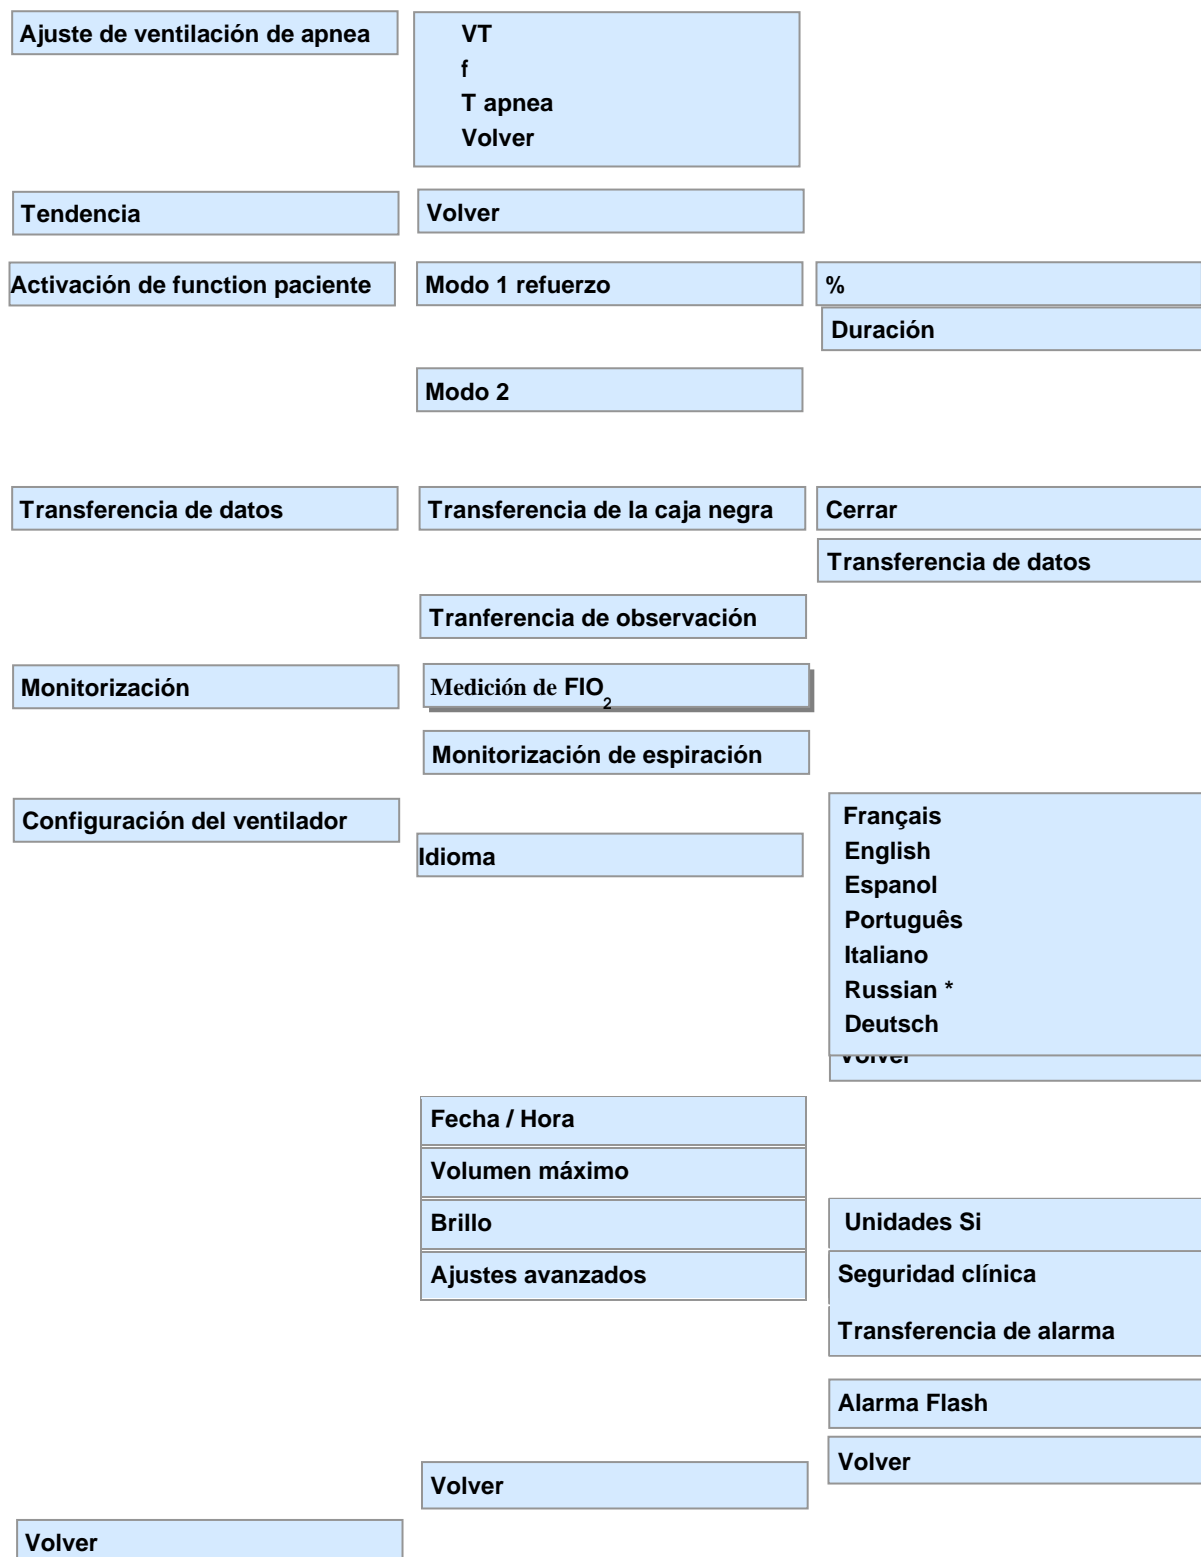 Ajuste de ventilación de apnea
VT
f
T apnea
Volver
Tendencia
Volver
Activación de function paciente
Modo 1 refuerzo
%
Duración
Modo 2
Transferencia de datos
Transferencia de la caja negra
Cerrar
Transferencia de datos
Tranferencia de observación
Monitorización
Medición de FIO2
Monitorización de espiración
Configuración del ventilador
Idioma
Français
English
Espanol
Português
Italiano
Russian *
Deutsch
Volver
Fecha / Hora
Volumen máximo
Brillo
Ajustes avanzados
Unidades Si
Seguridad clínica
Transferencia de alarma
Alarma Flash
Volver
Volver
Volver